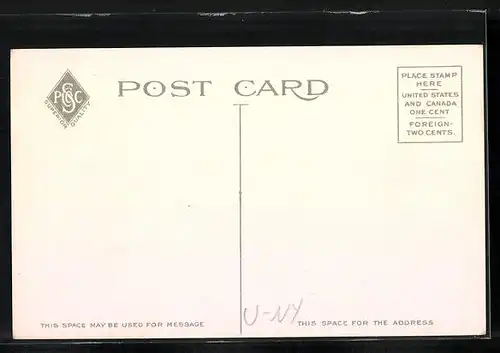 POST CARD
PCSC
SUPERIOR QUALITY
PLACE STAMP
HERE
UNITED STATES
AND CANADA
ONE CENT
FOREIGN-
TWO CENTS.
THIS SPACE MAY BE USED FOR MESSAGE
U-NY
THIS SPACE FOR THE ADDRESS